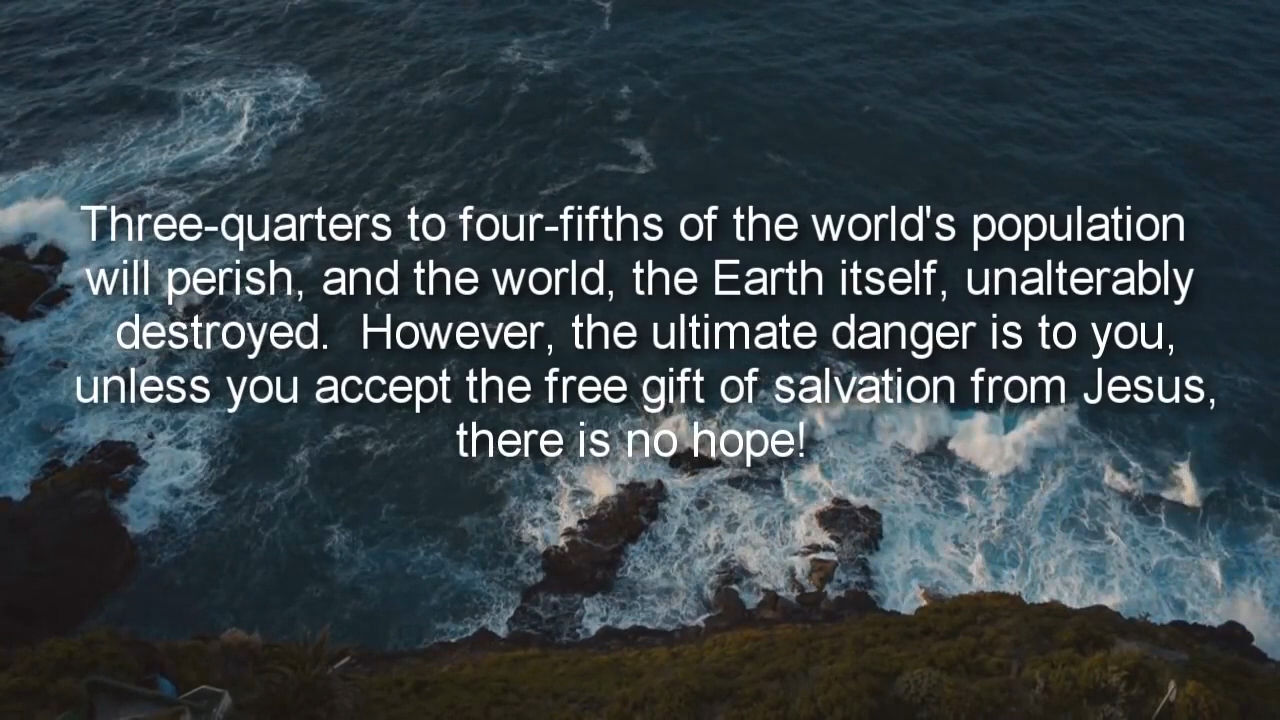 Three-quarters to four-fifths of the world's population
will perish, and the world, the Earth itself, unalterably
destroyed.  However, the ultimate danger is to you,
unless you accept the free gift of salvation from Jesus,
there is no hope!